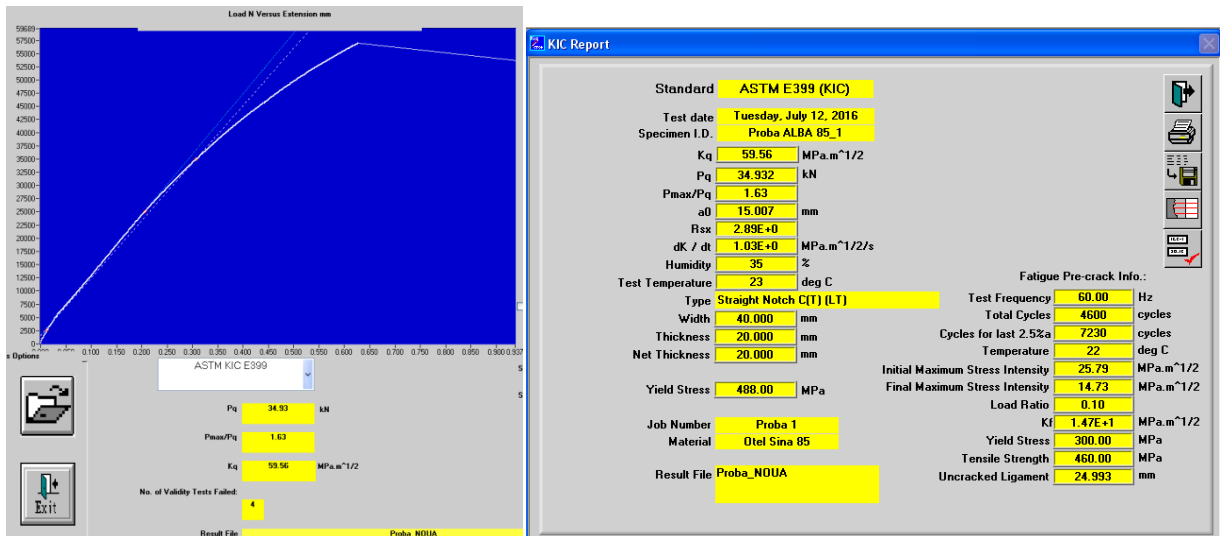 Load N Versus Extension mm
59689
57500
55000
52500
50000
47500
45000
42500
40000
37500
35000
32500
30000
27500
25000
22500
20000
17500
15000
12500
10000
7500
5000
2500
0
0.050 0.100 0.150 0.200 0.250 0.300 0.350 0.400 0.450 0.500 0.550 0.600 0.650 0.700 0.750 0.800 0.850 0.900 0.937
s Options
ASTM KIC E399
Pq 34.93 kN
Pmax/Pq 1.63
Kq 59.56 MPa.m^1/2
No. of Validity Tests Failed:
4
Exit
Result File Proba_NOUA
KIC Report
Standard ASTM E399 (KIC)
Test date Tuesday, July 12, 2016
Specimen I.D. Proba ALBA 85_1
Kq 59.56 MPa.m^1/2
Pq 34.932 kN
Pmax/Pq 1.63
a0 15.007 mm
Rsx 2.89E+0
dK / dt 1.03E+0 MPa.m^1/2/s
Humidity 35 %
Test Temperature 23 deg C
Type Straight Notch C(T) (LT)
Width 40.000 mm
Thickness 20.000 mm
Net Thickness 20.000 mm
Yield Stress 488.00 MPa
Job Number Proba 1
Material Otel Sina 85
Result File Proba_NOUA
Fatigue Pre-crack Info.:
Test Frequency 60.00 Hz
Total Cycles 4600 cycles
Cycles for last 2.5%a 7230 cycles
Temperature 22 deg C
Initial Maximum Stress Intensity 25.79 MPa.m^1/2
Final Maximum Stress Intensity 14.73 MPa.m^1/2
Load Ratio 0.10
Kf 1.47E+1 MPa.m^1/2
Yield Stress 300.00 MPa
Tensile Strength 460.00 MPa
Uncracked Ligament 24.993 mm